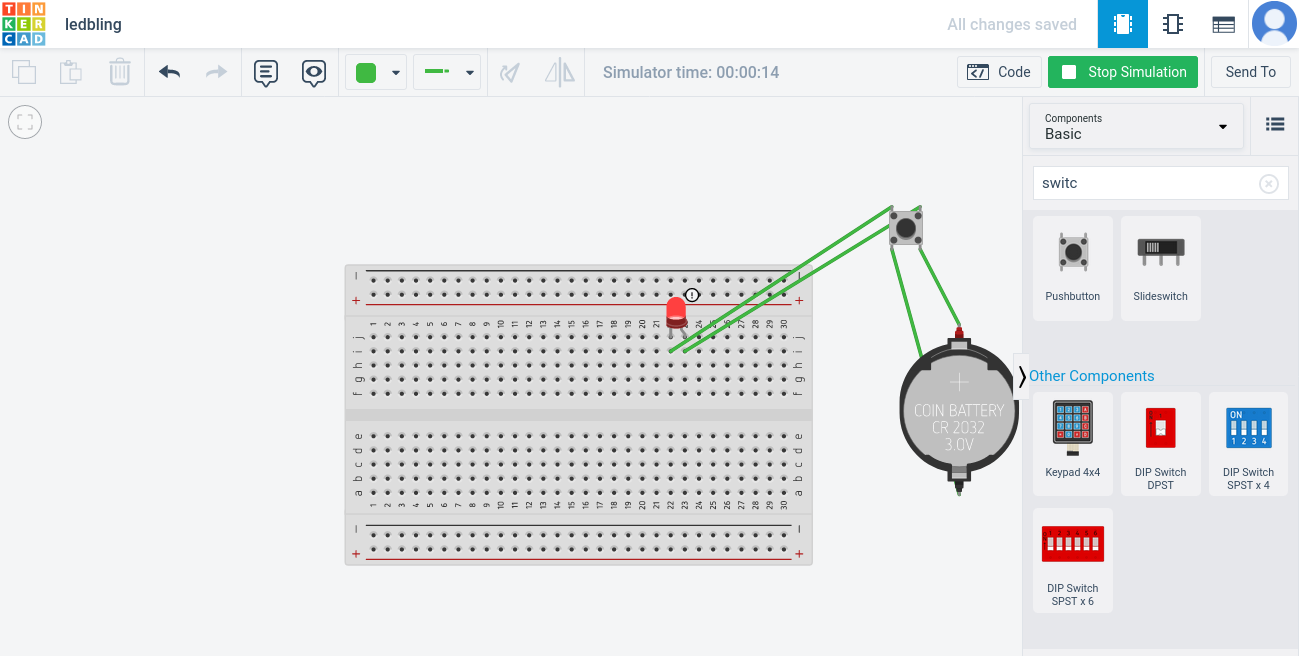 TIN
KER
CAD
ledbling
All changes saved
Simulator time: 00:00:14
Code
Stop Simulation
Send To
Components
Basic
switc
Pushbutton
Slideswitch
Other Components
Keypad 4x4
DIP Switch
DPST
ON
1 2 3 4
DIP Switch
SPST x 4
DIP Switch
SPST x 6
1 2 3 4 5 6 7 8 9 10 11 12 13 14 15 16 17 18 19 20 21 22 23 24 25 26 27 28 29 30
j
i
h
g
f
e
d
c
b
a
1 2 3 4 5 6 7 8 9 10 11 12 13 14 15 16 17 18 19 20 21 22 23 24 25 26 27 28 29 30
COIN BATTERY
CR 2032
3.0V